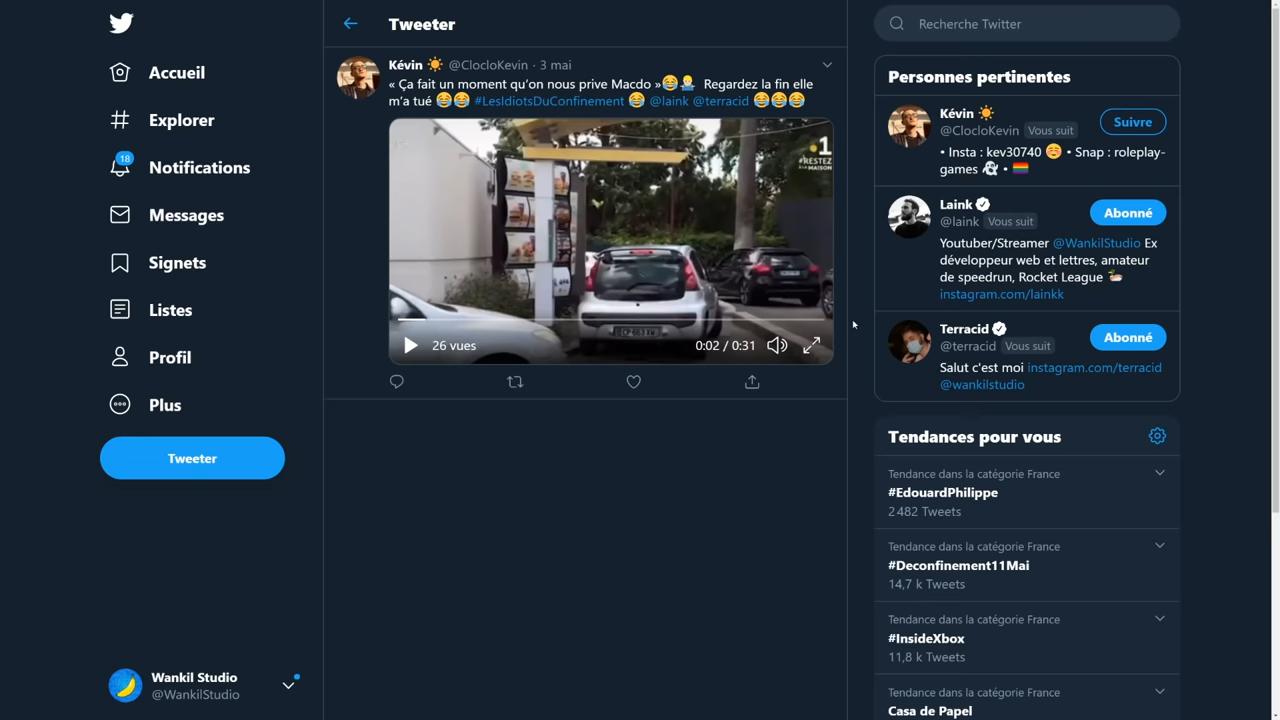 Accueil
Explorer
18
Notifications
Messages
Signets
Listes
Profil
Plus
Tweeter
Wankil Studio
@WankilStudio
Tweeter
Kévin @ClocloKevin · 3 mai
« Ça fait un moment qu’on nous prive Macdo »😂🤷‍♂️ Regardez la fin elle
m’a tué 😂😂 #LesIdiotsDuConfinement 😂 @laink @terracid 😂😂😂
1
#RESTEZ
À LA MAISON
26 vues
0:02 / 0:31
Recherche Twitter
Personnes pertinentes
Kévin
@ClocloKevin Vous suit
Suivre
• Insta : kev30740 ☺️ • Snap : roleplay-
games 👻 • 🏳️‍🌈
Laink
@laink Vous suit
Abonné
Youtuber/Streamer @WankilStudio Ex
développeur web et lettres, amateur
de speedrun, Rocket League
instagram.com/lainkk
Terracid
@terracid Vous suit
Abonné
Salut c'est moi instagram.com/terracid
@wankilstudio
Tendances pour vous
Tendance dans la catégorie France
#EdouardPhilippe
2 482 Tweets
Tendance dans la catégorie France
#Deconfinement11Mai
14,7 k Tweets
Tendance dans la catégorie France
#InsideXbox
11,8 k Tweets
Tendance dans la catégorie France
Casa de Papel